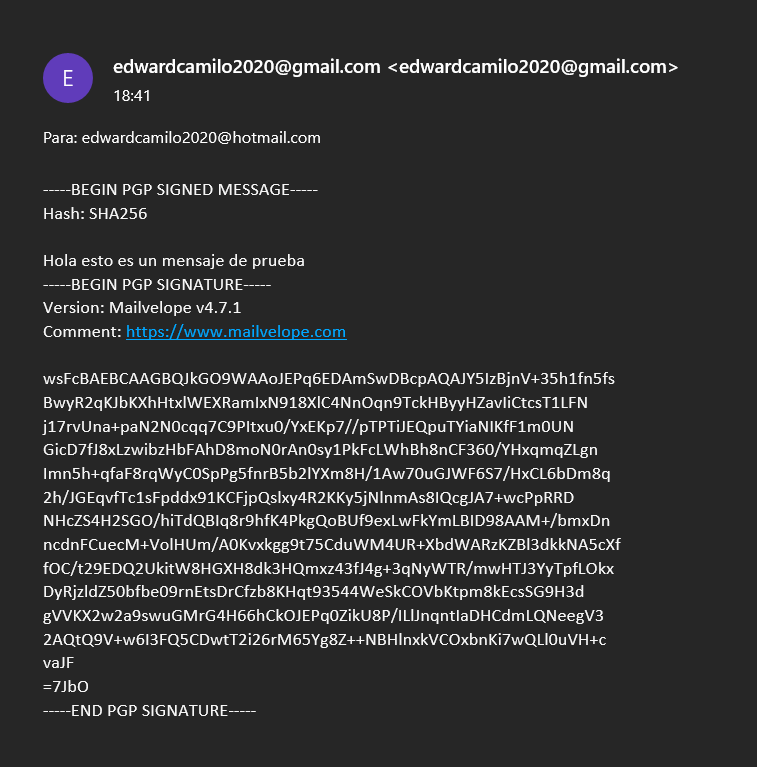 E
edwardcamilo2020@gmail.com <edwardcamilo2020@gmail.com>
18:41
Para: edwardcamilo2020@hotmail.com
-----BEGIN PGP SIGNED MESSAGE-----
Hash: SHA256
Hola esto es un mensaje de prueba
-----BEGIN PGP SIGNATURE-----
Version: Mailvelope v4.7.1
Comment: https://www.mailvelope.com
wsFcBAEBCAAGBQJkGO9WAAoJEPq6EDAmSwDBcpAQAJY5IzBjnV+35h1fn5fs
BwyR2qKJbKXhHtxlWEXRamIxN918XlC4NnOqn9TckHByyHZavIiCtcsT1LFN
j17rvUna+paN2N0cqq7C9PItxu0/YxEKp7//pTPTiJEQpuTYiaNIKfF1m0UN
GicD7fJ8xLzwibzHbFAhD8moN0rAn0sy1PkFcLWhBh8nCF360/YHxqmqZLgn
Imn5h+qfaF8rqWyC0SpPg5fnrB5b2lYXm8H/1Aw70uGJWF6S7/HxCL6bDm8q
2h/JGEqvfTc1sFpddx91KCFjpQslxy4R2KKy5jNlnmAs8IQcgJA7+wcPpRRD
NHcZS4H2SGO/hiTdQBIq8r9hfK4PkgQoBUf9exLwFkYmLBID98AAM+/bmxDn
ncdnFCuecM+VolHUm/A0Kvxkgg9t75CduWM4UR+XbdWARzKZBl3dkkNA5cXf
fOC/t29EDQ2UkitW8HGXH8dk3HQmxz43fJ4g+3qNyWTR/mwHTJ3YyTpfLOkx
DyRjzldZ50bfbe09rnEtsDrCfzb8KHqt93544WeSkCOVbKtpm8kEcsSG9H3d
gVVKX2w2a9swuGMrG4H66hCkOJEPq0ZikU8P/ILlJnqntIaDHCdmLQNeegV3
2AQtQ9V+w6I3FQ5CDwtT2i26rM65Yg8Z++NBHlnxkVCOxbnKi7wQLl0uVH+c
vaJF
=7JbO
-----END PGP SIGNATURE-----